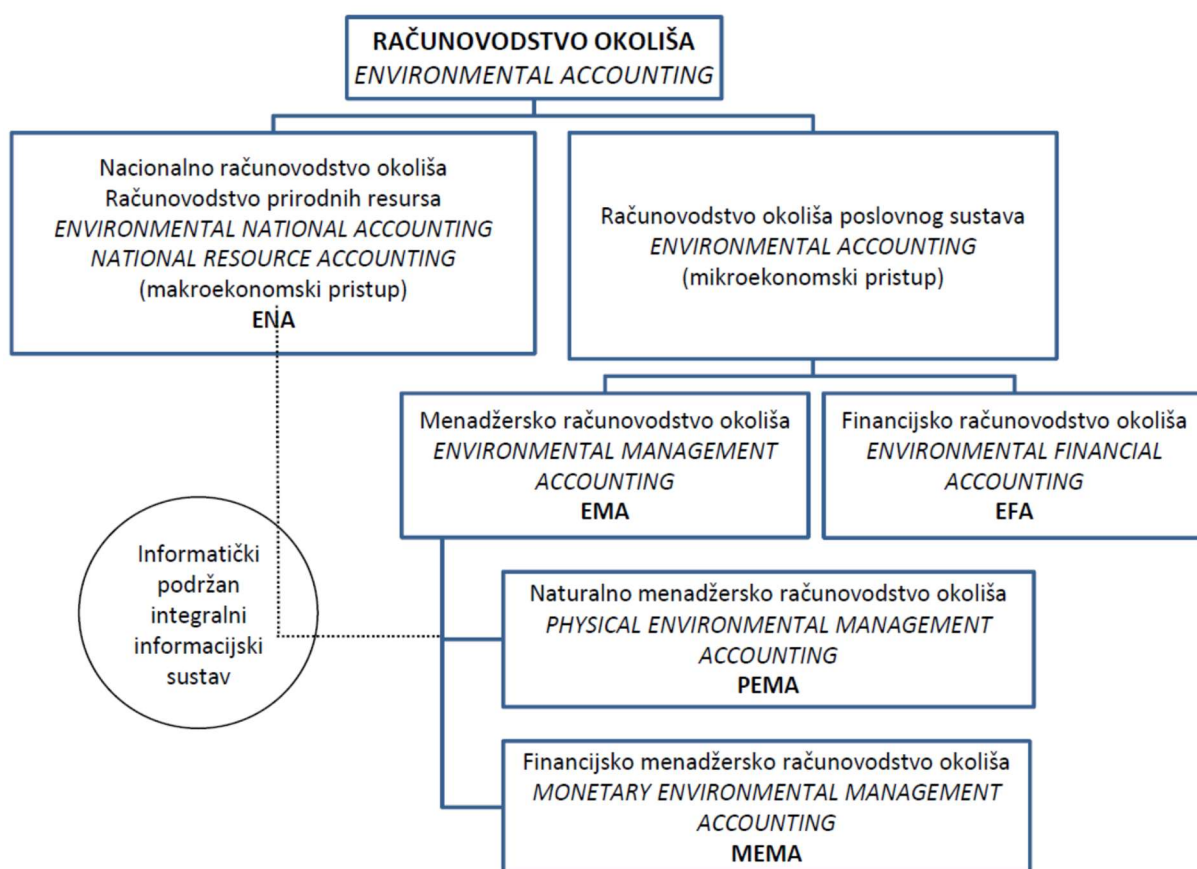 RAČUNOVODSTVO OKOLIŠA
ENVIRONMENTAL ACCOUNTING
Nacionalno računovodstvo okoliša
Računovodstvo prirodnih resursa
ENVIRONMENTAL NATIONAL ACCOUNTING
NATIONAL RESOURCE ACCOUNTING
(makroekonomski pristup)
ENA
Računovodstvo okoliša poslovnog sustava
ENVIRONMENTAL ACCOUNTING
(mikroekonomski pristup)
Menadžersko računovodstvo okoliša
ENVIRONMENTAL MANAGEMENT
ACCOUNTING
EMA
Financijsko računovodstvo okoliša
ENVIRONMENTAL FINANCIAL
ACCOUNTING
EFA
Informatički
podržan
integralni
informacijski
sustav
Naturalno menadžersko računovodstvo okoliša
PHYSICAL ENVIRONMENTAL MANAGEMENT
ACCOUNTING
PEMA
Financijsko menadžersko računovodstvo okoliša
MONETARY ENVIRONMENTAL MANAGEMENT
ACCOUNTING
MEMA